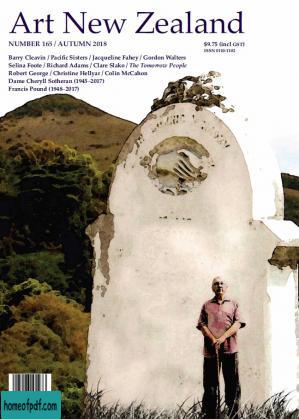 Art New Zealand
NUMBER 165 / AUTUMN 2018
$9.75 (incl GST)
ISSN 0110-1102
Barry Cleavin / Pacific Sisters / Jacqueline Fahey / Gordon Walters
Selina Foote / Richard Adams / Clare Slako / The Tomorrow People
Robert George / Christine Hellyar / Colin McCahon
Dame Cheryll Sotheran (1945–2017)
Francis Pound (1948–2017)
homeofpdf.com